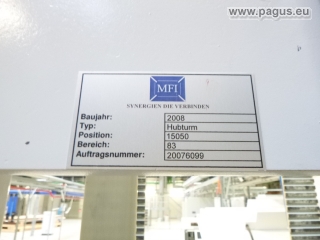 www.pagus.eu
MFI
SYNERGIEN DIE VERBINDEN
Baujahr: 2008
Typ: Hubturm
Position: 15050
Bereich: 83
Auftragsnummer: 20076099